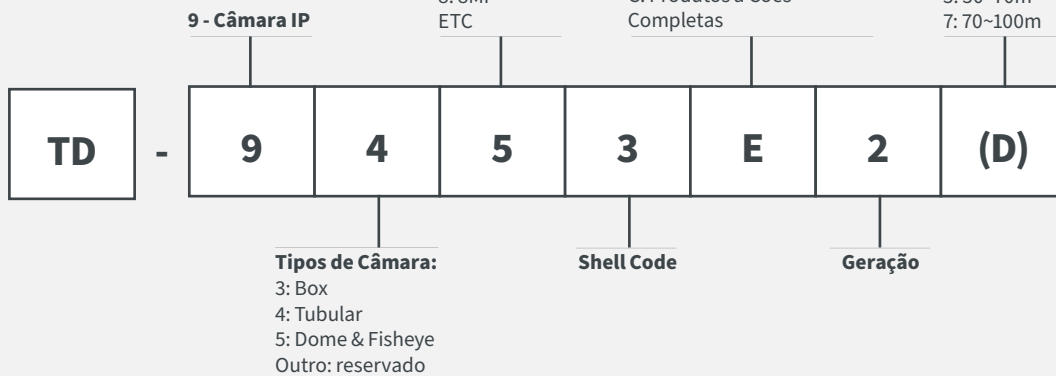 9 - Câmara IP
ETC
Completas
7: 70~100m
TD - 9 4 5 3 E 2 (D)
Tipos de Câmara:
3: Box
4: Tubular
5: Dome & Fisheye
Outro: reservado
Shell Code
Geração